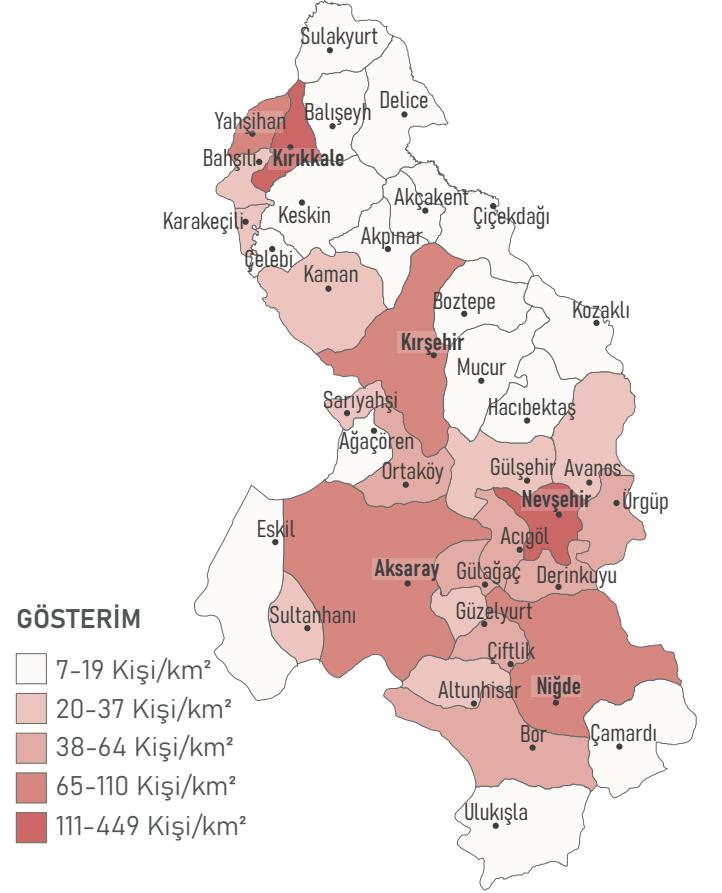 Sulakyurt
Delice
Balışeyh
Yahşihan
Bahşılı
Kırıkkale
Akçakent
Keskin
Çiçekdağı
Karakeçili
Akpınar
Çelebi
Kaman
Boztepe
Kozaklı
Kırşehir
Mucur
Sarıyahşi
Hacıbektaş
Ağaçören
Ortaköy
Gülşehir
Avanos
Nevşehir
Ürgüp
Eskil
Acıgöl
Aksaray
Gülağaç
Derinkuyu
Sultanhanı
Güzelyurt
Çiftlik
Altunhisar
Niğde
Bor
Çamardı
Ulukışla
GÖSTERİM
7-19 Kişi/km²
20-37 Kişi/km²
38-64 Kişi/km²
65-110 Kişi/km²
111-449 Kişi/km²